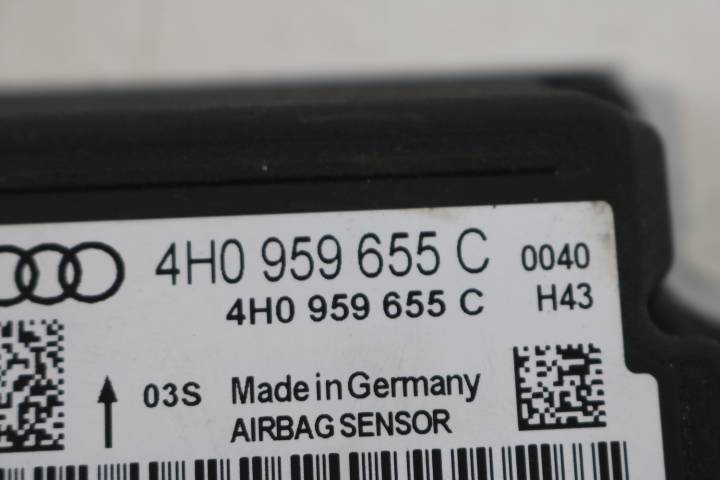 4H0 959 655 C 0040
4H0 959 655 C H43
03S Made in Germany
AIRBAG SENSOR